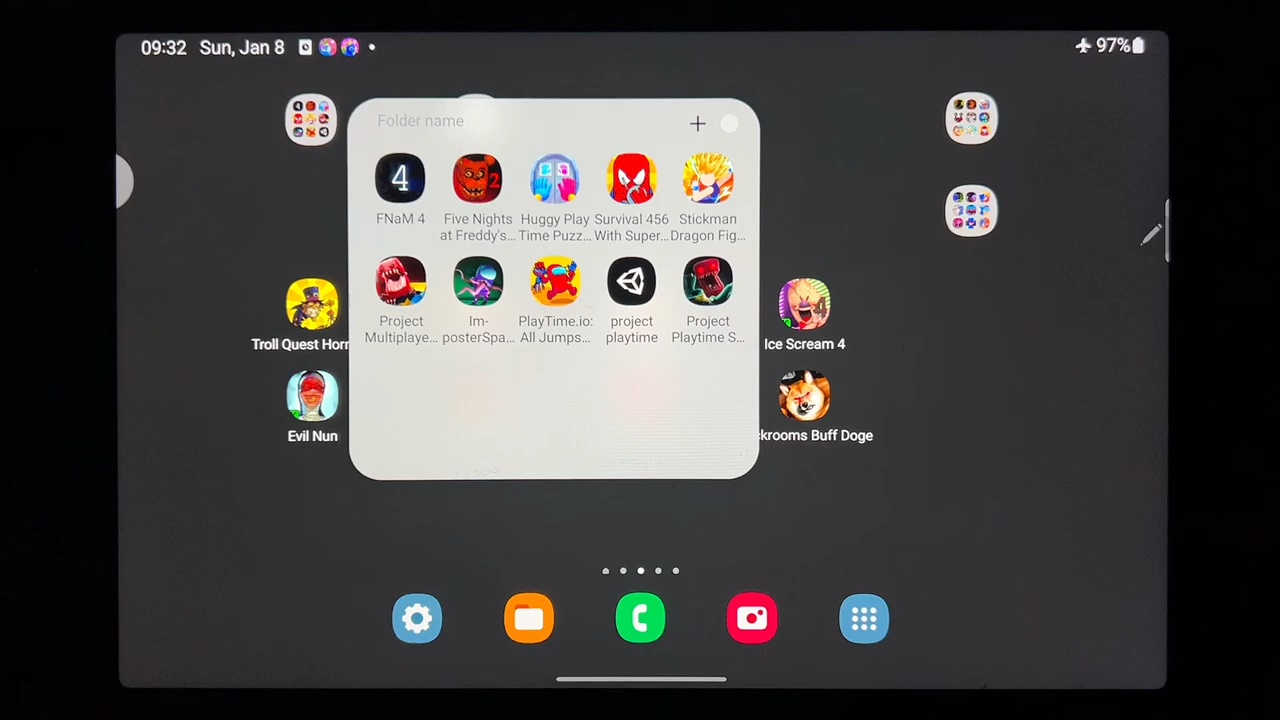 09:32 Sun, Jan 8
97%
Folder name
4
2
FNaM 4
Five Nights
at Freddy's...
Huggy Play
Time Puzz...
Survival 456
With Super...
Stickman
Dragon Fig...
Project
Multiplaye...
Im-
posterSpa...
PlayTime.io:
All Jumps...
project
playtime
Project
Playtime S...
Troll Quest Horr
4
Ice Scream 4
Evil Nun
ckrooms Buff Doge